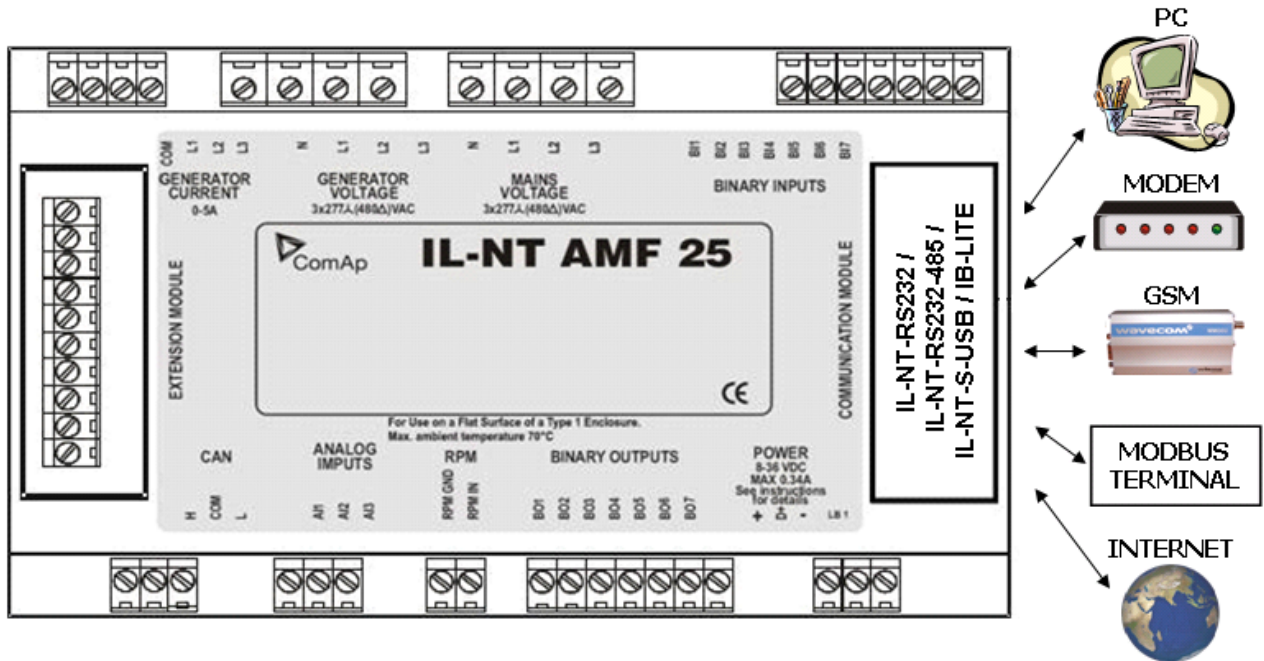 PC
COM L1 L2 L3
N L1 L2 L3
N L1 L2 L3
BI1 BI2 BI3 BI4 BI5 BI6 BI7
GENERATOR
CURRENT
0-5A
GENERATOR
VOLTAGE
3x277⅄(480Δ)VAC
MAINS
VOLTAGE
3x277⅄(480Δ)VAC
BINARY INPUTS
EXTENSION MODULE
ComAp
IL-NT AMF 25
CE
COMMUNICATION MODULE
IL-NT-RS232 /
IL-NT-RS232-485 /
IL-NT-S-USB / IB-LITE
For Use on a Flat Surface of a Type 1 Enclosure.
Max. ambient temperature 70°C
CAN
H COM L
ANALOG
IMPUTS
AI1 AI2 AI3
RPM
RPM GND
RPM IN
BINARY OUTPUTS
BO1 BO2 BO3 BO4 BO5 BO6 BO7
POWER
8-36 VDC
MAX 0.34A
See instructions
for details
+ D+ -
LB 1
MODEM
GSM
wavecom
MODBUS
TERMINAL
INTERNET